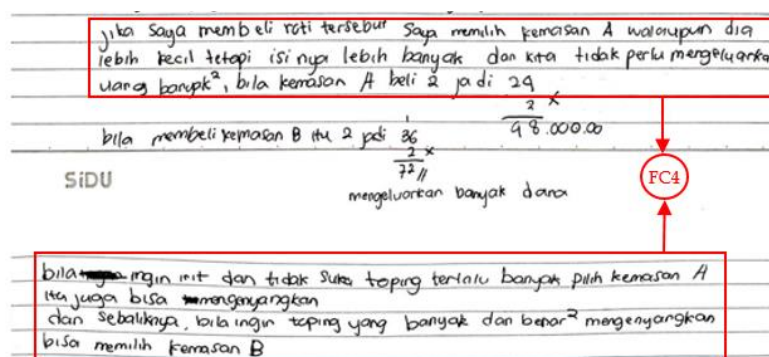 jika saya membeli roti tersebut saya memilih kemasan A walaupun dia
lebih kecil tetapi isi nya lebih banyak dan kita tidak perlu mengeluarka
uang banyak², bila kemasan A beli 2 jadi 24
2 x
48.000.00
bila membeli kemasan B itu 2 jadi 36
2 x
72 //
SiDU
mengeluarkan banyak dana
FC4
bila ingin irit dan tidak suka toping terlalu banyak pilih kemasan A
itu juga bisa mengenyangkan
dan sebaliknya, bila ingin toping yang banyak dan benar² mengenyangkan
bisa memilih kemasan B